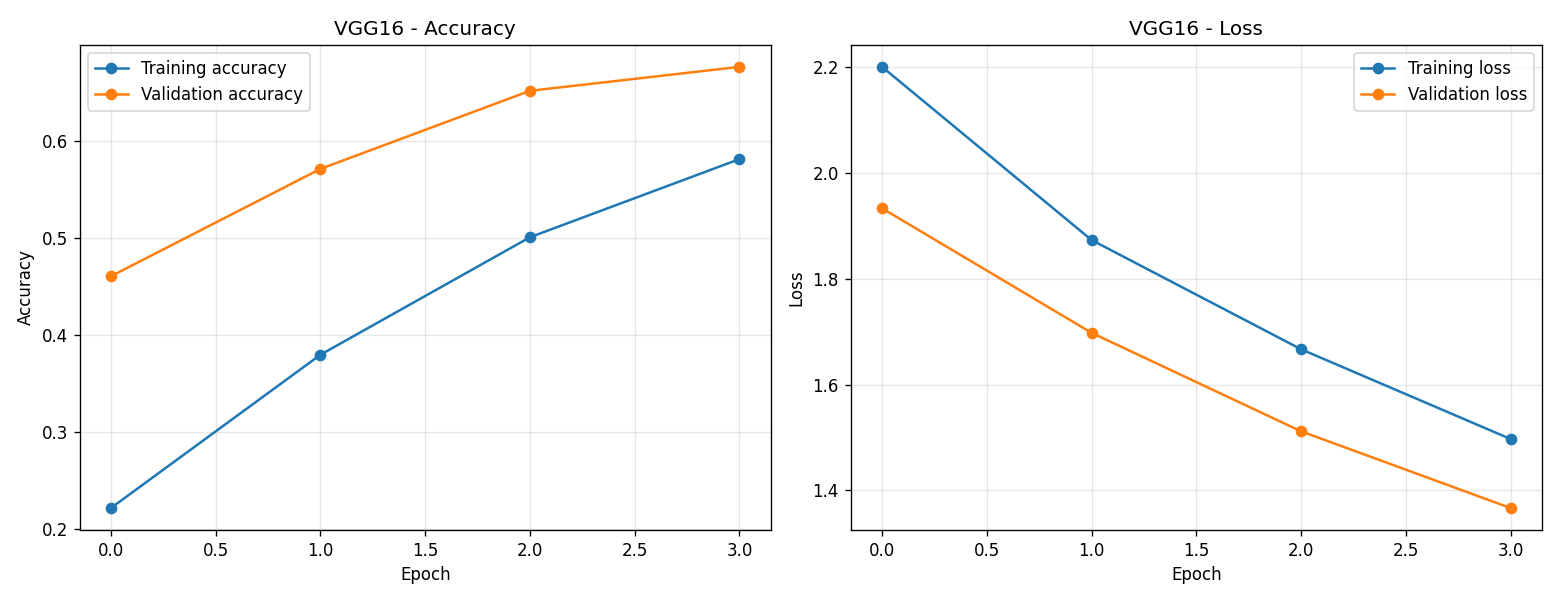 VGG16 - Accuracy
Training accuracy
Validation accuracy
Accuracy
0.6
0.5
0.4
0.3
0.2
0.0 0.5 1.0 1.5 2.0 2.5 3.0
Epoch
VGG16 - Loss
Training loss
Validation loss
Loss
2.2
2.0
1.8
1.6
1.4
0.0 0.5 1.0 1.5 2.0 2.5 3.0
Epoch